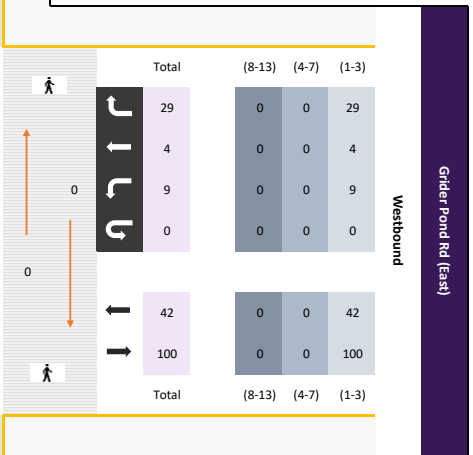 Total (8-13) (4-7) (1-3)
29 0 0 29
4 0 0 4
0 9 0 0 9
0 0 0 0
0
42 0 0 42
100 0 0 100
Total (8-13) (4-7) (1-3)
Westbound
Grider Pond Rd (East)